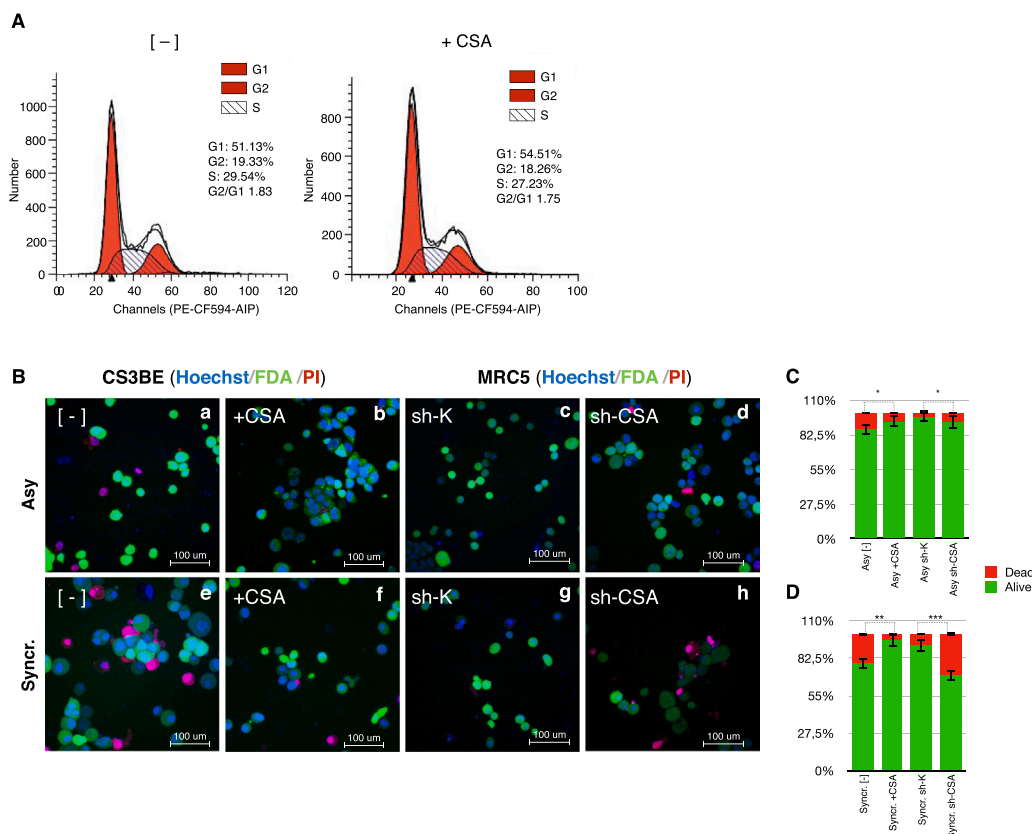 A
[ – ]
+ CSA
G1
G2
S
G1: 51.13%
G2: 19.33%
S: 29.54%
G2/G1 1.83
Number
1000
800
600
400
200
0
0 20 40 60 80 100 120
Channels (PE-CF594-AIP)
G1
G2
S
G1: 54.51%
G2: 18.26%
S: 27.23%
G2/G1 1.75
Number
800
600
400
200
0
0 20 40 60 80 100
Channels (PE-CF594-AIP)
B
CS3BE (Hoechst/FDA /PI)
MRC5 (Hoechst/FDA /PI)
Asy
[ - ] a
100 um
+CSA b
100 um
sh-K c
100 um
sh-CSA d
100 um
Syncr.
[ - ] e
100 um
+CSA f
100 um
sh-K g
100 um
sh-CSA h
100 um
C
110%
82,5%
55%
27,5%
0%
* *
Asy [-]
Asy +CSA
Asy sh-K
Asy sh-CSA
Dead
Alive
D
110%
82,5%
55%
27,5%
0%
** ***
Syncr. [-]
Syncr. +CSA
Syncr. sh-K
Syncr. sh-CSA